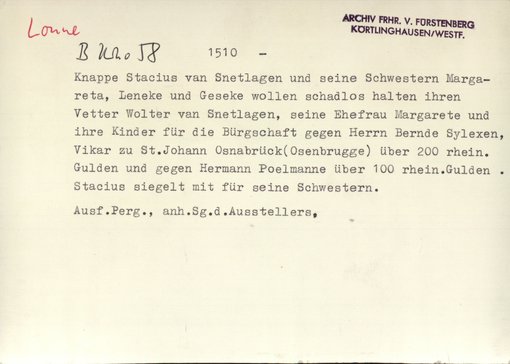 Lonne
ARCHIV FRHR. V. FÜRSTENBERG
KÖRTLINGHAUSEN/WESTF.
B Uko 58 1510 -
Knappe Stacius van Snetlagen und seine Schwestern Marga-
reta, Leneke und Geseke wollen schadlos halten ihren
Vetter Wolter van Snetlagen, seine Ehefrau Margarete und
ihre Kinder für die Bürgschaft gegen Herrn Bernde Sylexen,
Vikar zu St.Johann Osnabrück(Osenbrugge) über 200 rhein.
Gulden und gegen Hermann Poelmanne über 100 rhein.Gulden .
Stacius siegelt mit für seine Schwestern.
Ausf.Perg., anh.Sg.d.Ausstellers,